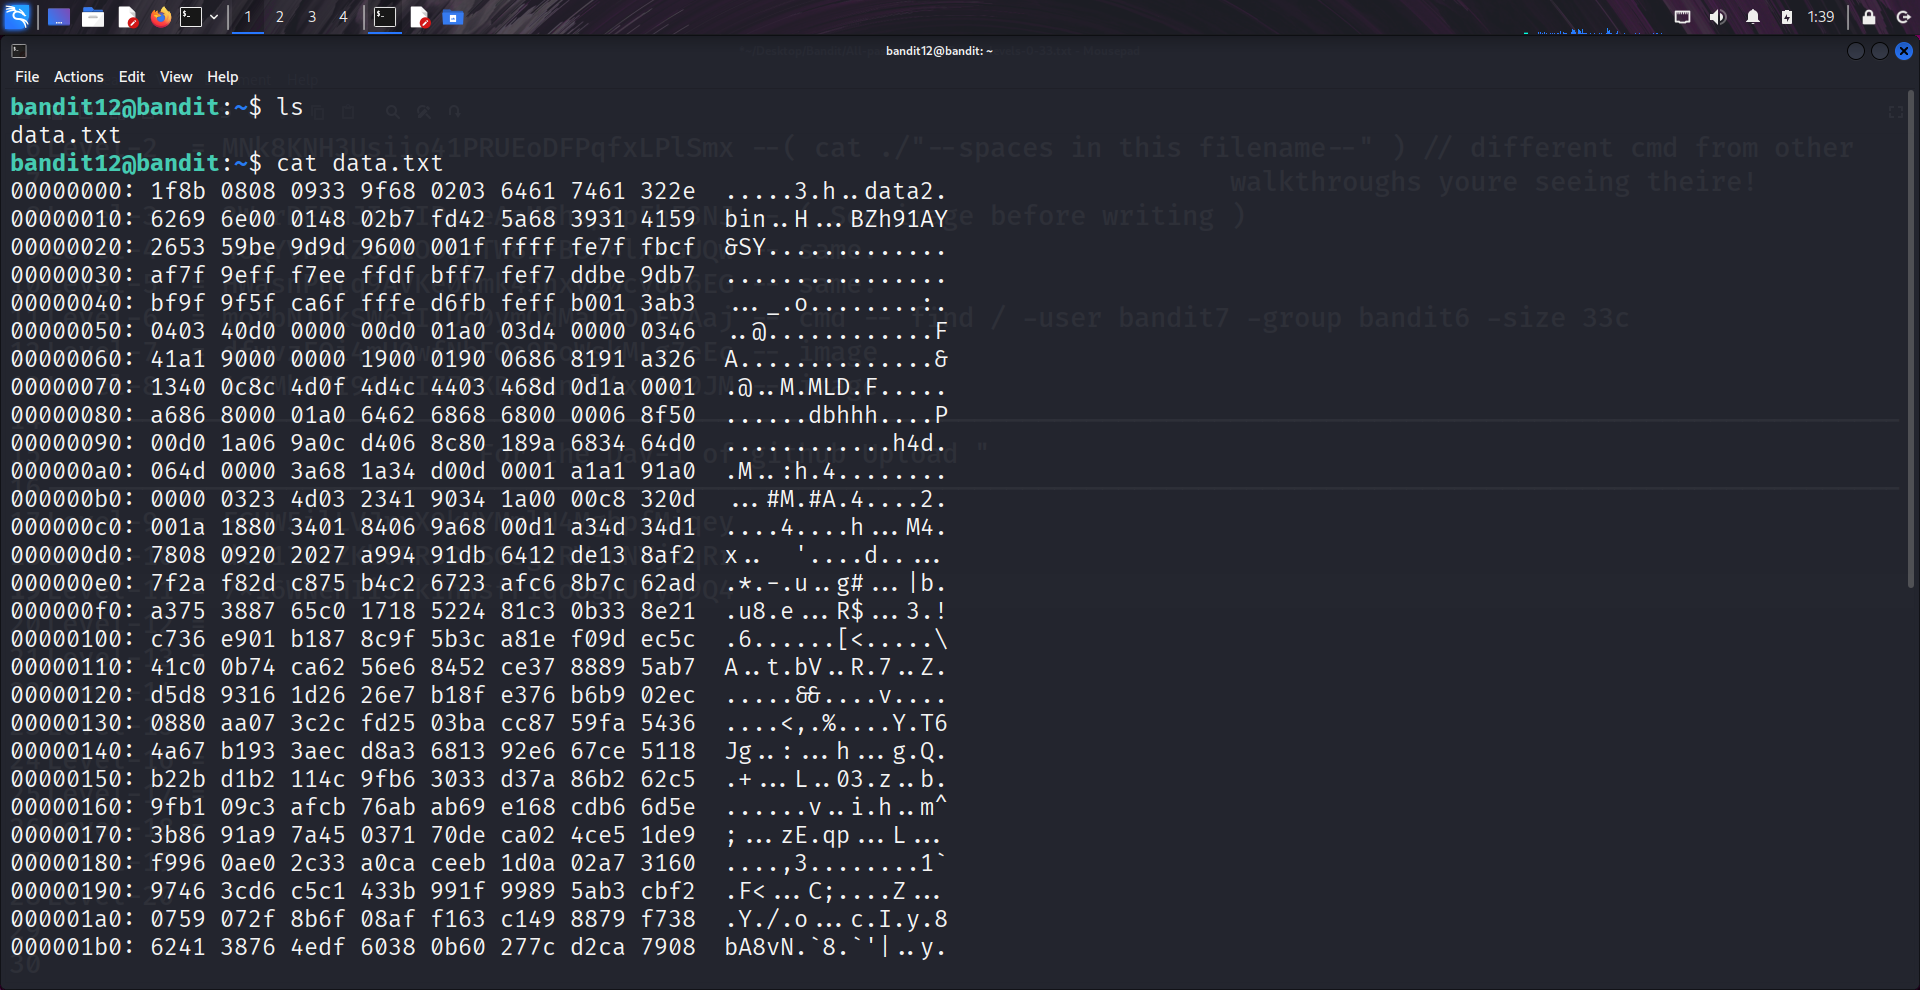 1 2 3 4 1:39
bandit12@bandit: ~
File Actions Edit View Help
bandit12@bandit:~$ ls
data.txt
bandit12@bandit:~$ cat data.txt
00000000: 1f8b 0808 0933 9f68 0203 6461 7461 322e  .....3.h..data2.
00000010: 6269 6e00 0148 02b7 fd42 5a68 3931 4159  bin..H...BZh91AY
00000020: 2653 59be 9d9d 9600 001f ffff fe7f fbcf  &SY.............
00000030: af7f 9eff f7ee ffdf bff7 fef7 ddbe 9db7  ................
00000040: bf9f 9f5f ca6f fffe d6fb feff b001 3ab3  ..._.o........:.
00000050: 0403 40d0 0000 00d0 01a0 03d4 0000 0346  ..@............F
00000060: 41a1 9000 0000 1900 0190 0686 8191 a326  A..............&
00000070: 1340 0c8c 4d0f 4d4c 4403 468d 0d1a 0001  .@..M.MLD.F.....
00000080: a686 8000 01a0 6462 6868 6800 0006 8f50  ......dbhhh....P
00000090: 00d0 1a06 9a0c d406 8c80 189a 6834 64d0  ............h4d.
000000a0: 064d 0000 3a68 1a34 d00d 0001 a1a1 91a0  .M..:h.4........
000000b0: 0000 0323 4d03 2341 9034 1a00 00c8 320d  ...#M.#A.4....2.
000000c0: 001a 1880 3401 8406 9a68 00d1 a34d 34d1  ....4....h...M4.
000000d0: 7808 0920 2027 a994 91db 6412 de13 8af2  x..  '....d.....
000000e0: 7f2a f82d c875 b4c2 6723 afc6 8b7c 62ad  .*.-.u..g#...|b.
000000f0: a375 3887 65c0 1718 5224 81c3 0b33 8e21  .u8.e...R$...3.!
00000100: c736 e901 b187 8c9f 5b3c a81e f09d ec5c  .6......[<.....\
00000110: 41c0 0b74 ca62 56e6 8452 ce37 8889 5ab7  A..t.bV..R.7..Z.
00000120: d5d8 9316 1d26 26e7 b18f e376 b6b9 02ec  .....&&....v....
00000130: 0880 aa07 3c2c fd25 03ba cc87 59fa 5436  ....<,.%....Y.T6
00000140: 4a67 b193 3aec d8a3 6813 92e6 67ce 5118  Jg..:...h...g.Q.
00000150: b22b d1b2 114c 9fb6 3033 d37a 86b2 62c5  .+...L..03.z..b.
00000160: 9fb1 09c3 afcb 76ab ab69 e168 cdb6 6d5e  ......v..i.h..m^
00000170: 3b86 91a9 7a45 0371 70de ca02 4ce5 1de9  ;...zE.qp...L...
00000180: f996 0ae0 2c33 a0ca ceeb 1d0a 02a7 3160  ....,3........1`
00000190: 9746 3cd6 c5c1 433b 991f 9989 5ab3 cbf2  .F<...C;....Z...
000001a0: 0759 072f 8b6f 08af f163 c149 8879 f738  .Y./.o...c.I.y.8
000001b0: 6241 3876 4edf 6038 0b60 277c d2ca 7908  bA8vN.`8.`'|..y.